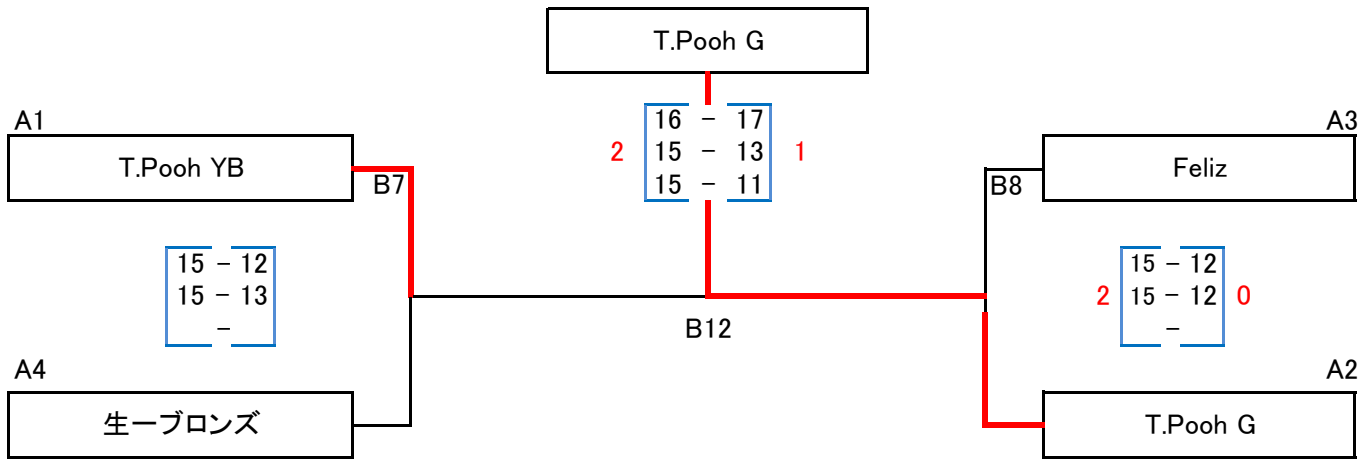 T.Pooh G
A1
T.Pooh YB
B7
16 - 17
2 15 - 13 1
15 - 11
A3
Feliz
B8
15 - 12
15 - 13
-
B12
15 - 12
2 15 - 12 0
-
A4
生一ブロンズ
A2
T.Pooh G